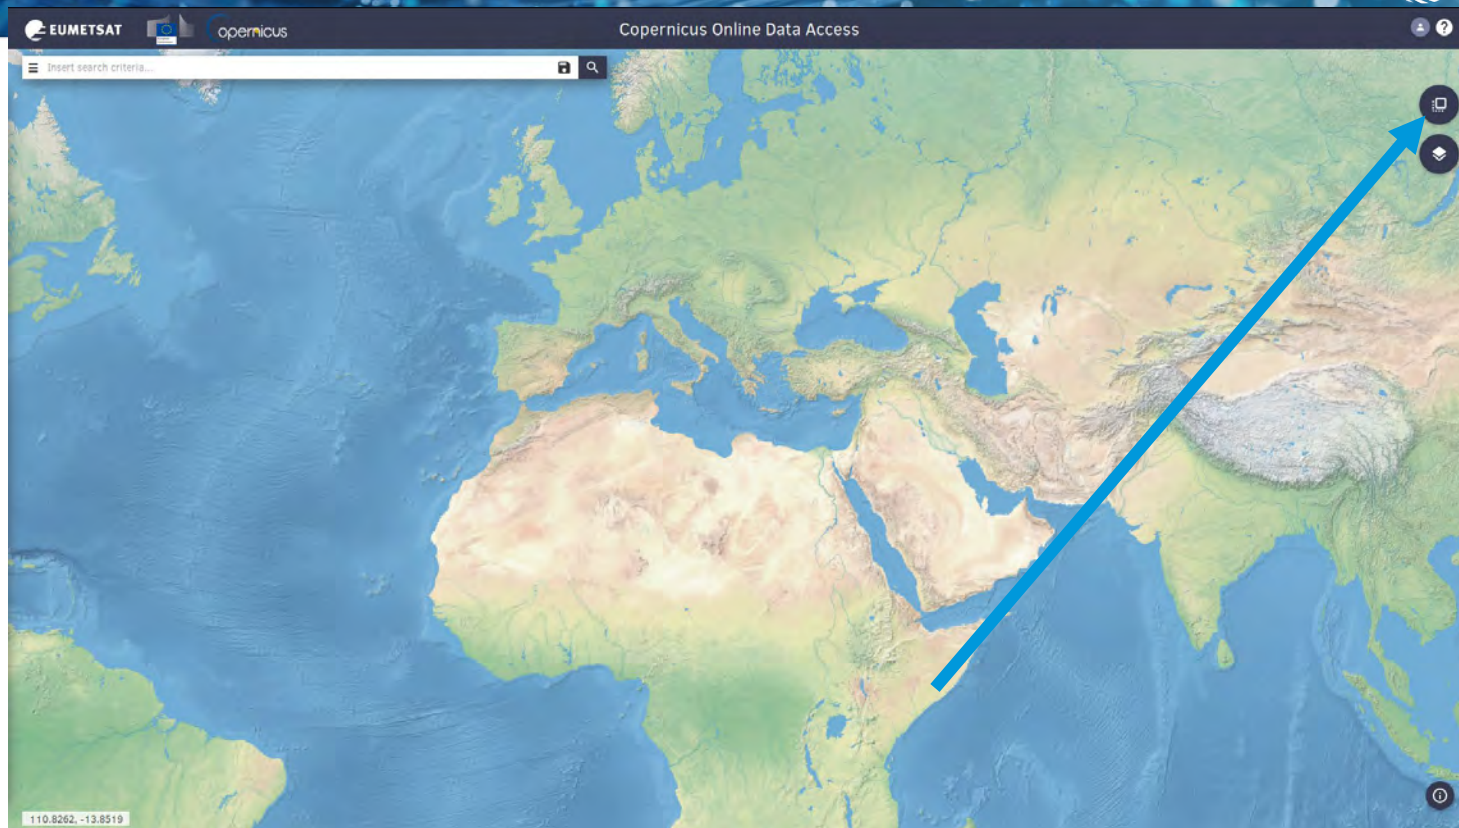 EUMETSAT
opernicus
Copernicus Online Data Access
?
Insert search criteria...
110.8262, -13.8519